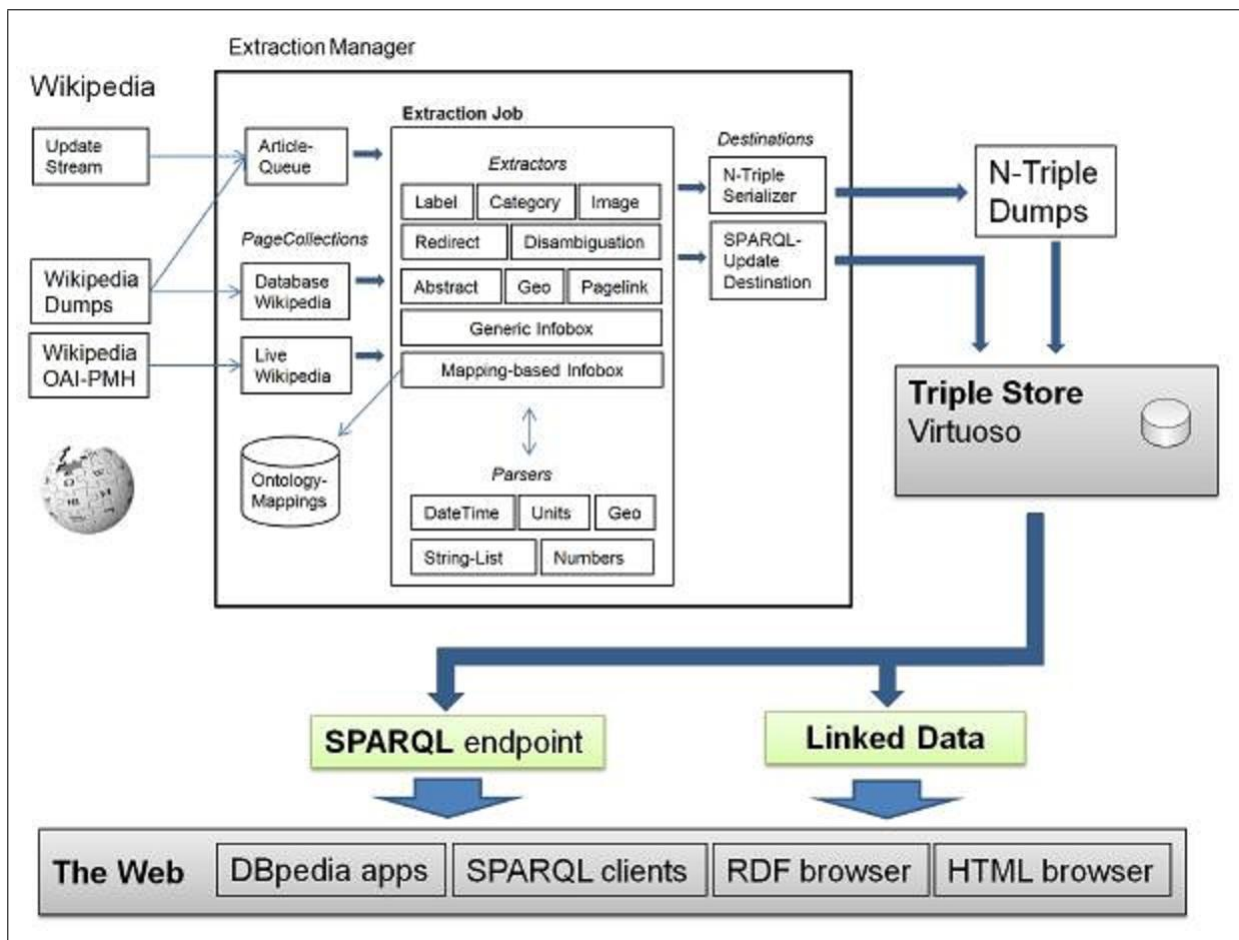 Extraction Manager
Wikipedia
Update
Stream
Wikipedia
Dumps
Wikipedia
OAI-PMH
Article-
Queue
PageCollections
Database
Wikipedia
Live
Wikipedia
Ontology-
Mappings
Extraction Job
Extractors
Label Category Image
Redirect Disambiguation
Abstract Geo Pagelink
Generic Infobox
Mapping-based Infobox
Parsers
DateTime Units Geo
String-List Numbers
Destinations
N-Triple
Serializer
SPARQL-
Update
Destination
N-Triple
Dumps
Triple Store
Virtuoso
SPARQL endpoint
Linked Data
The Web
DBpedia apps
SPARQL clients
RDF browser
HTML browser